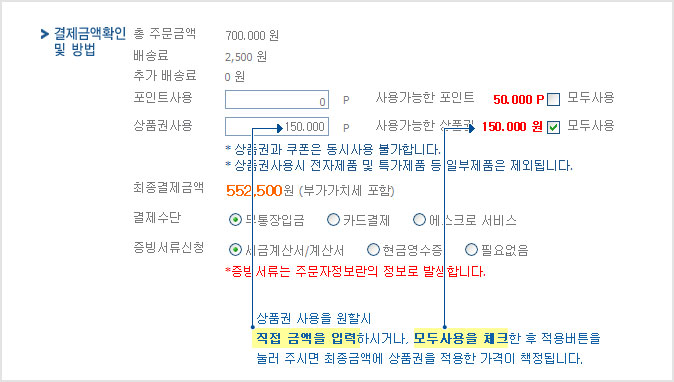 결제금액확인
및 방법
총 주문금액 700.000 원
배송료 2,500 원
추가 배송료 0 원
포인트사용 0 P 사용가능한 포인트 50.000 P 모두사용
상품권사용 150.000 P 사용가능한 상품권 150.000 원 모두사용
* 상품권과 쿠폰은 동시사용 불가합니다.
* 상품권사용시 전자제품 및 특가제품 등 일부제품은 제외됩니다.
최종결제금액 552,500원 (부가가치세 포함)
결제수단 무통장입금 카드결제 에스크로 서비스
증빙서류신청 세금계산서/계산서 현금영수증 필요없음
*증빙서류는 주문자정보란의 정보로 발생합니다.
상품권 사용을 원할시
직접 금액을 입력하시거나, 모두사용을 체크한 후 적용버튼을
눌러 주시면 최종금액에 상품권을 적용한 가격이 책정됩니다.